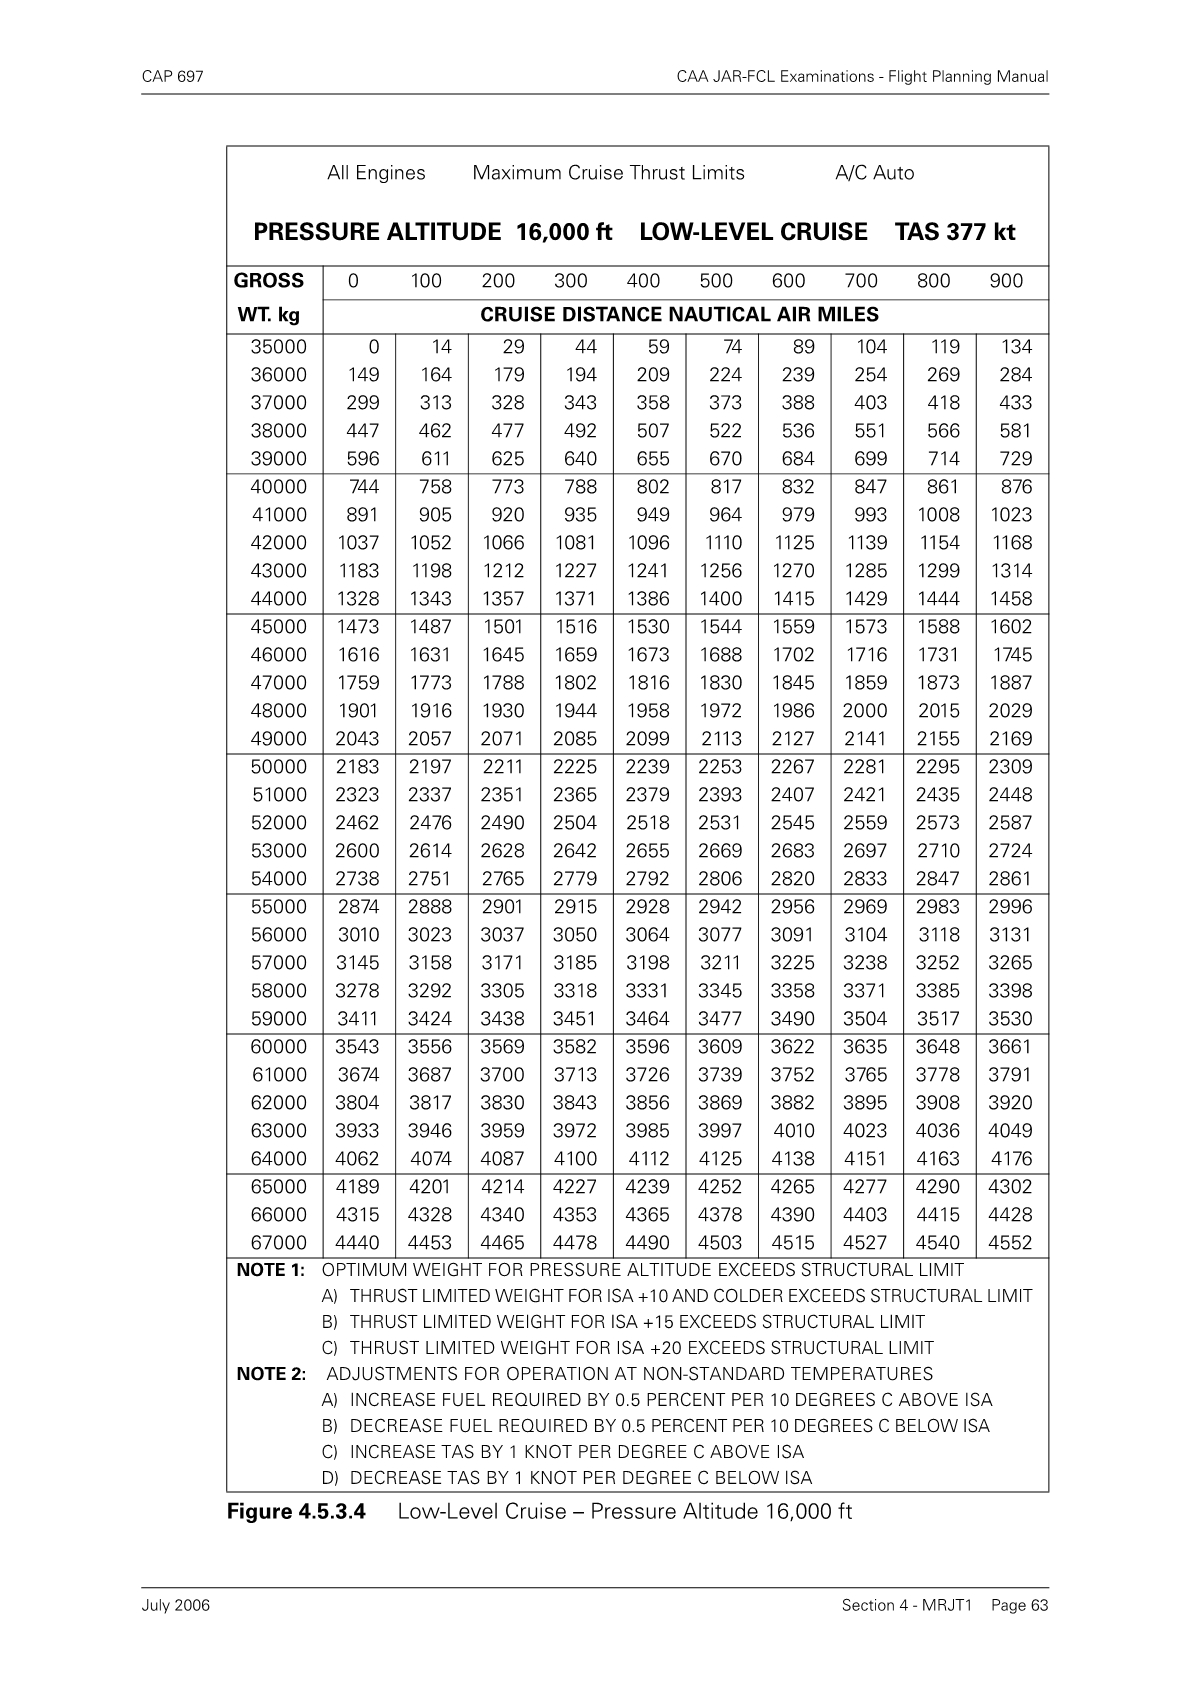 CAP 697 CAA JAR-FCL Examinations - Flight Planning Manual
All Engines Maximum Cruise Thrust Limits A/C Auto
PRESSURE ALTITUDE 16,000 ft LOW-LEVEL CRUISE TAS 377 kt
GROSS 0 100 200 300 400 500 600 700 800 900
WT. kg CRUISE DISTANCE NAUTICAL AIR MILES
35000 0 14 29 44 59 74 89 104 119 134
36000 149 164 179 194 209 224 239 254 269 284
37000 299 313 328 343 358 373 388 403 418 433
38000 447 462 477 492 507 522 536 551 566 581
39000 596 611 625 640 655 670 684 699 714 729
40000 744 758 773 788 802 817 832 847 861 876
41000 891 905 920 935 949 964 979 993 1008 1023
42000 1037 1052 1066 1081 1096 1110 1125 1139 1154 1168
43000 1183 1198 1212 1227 1241 1256 1270 1285 1299 1314
44000 1328 1343 1357 1371 1386 1400 1415 1429 1444 1458
45000 1473 1487 1501 1516 1530 1544 1559 1573 1588 1602
46000 1616 1631 1645 1659 1673 1688 1702 1716 1731 1745
47000 1759 1773 1788 1802 1816 1830 1845 1859 1873 1887
48000 1901 1916 1930 1944 1958 1972 1986 2000 2015 2029
49000 2043 2057 2071 2085 2099 2113 2127 2141 2155 2169
50000 2183 2197 2211 2225 2239 2253 2267 2281 2295 2309
51000 2323 2337 2351 2365 2379 2393 2407 2421 2435 2448
52000 2462 2476 2490 2504 2518 2531 2545 2559 2573 2587
53000 2600 2614 2628 2642 2655 2669 2683 2697 2710 2724
54000 2738 2751 2765 2779 2792 2806 2820 2833 2847 2861
55000 2874 2888 2901 2915 2928 2942 2956 2969 2983 2996
56000 3010 3023 3037 3050 3064 3077 3091 3104 3118 3131
57000 3145 3158 3171 3185 3198 3211 3225 3238 3252 3265
58000 3278 3292 3305 3318 3331 3345 3358 3371 3385 3398
59000 3411 3424 3438 3451 3464 3477 3490 3504 3517 3530
60000 3543 3556 3569 3582 3596 3609 3622 3635 3648 3661
61000 3674 3687 3700 3713 3726 3739 3752 3765 3778 3791
62000 3804 3817 3830 3843 3856 3869 3882 3895 3908 3920
63000 3933 3946 3959 3972 3985 3997 4010 4023 4036 4049
64000 4062 4074 4087 4100 4112 4125 4138 4151 4163 4176
65000 4189 4201 4214 4227 4239 4252 4265 4277 4290 4302
66000 4315 4328 4340 4353 4365 4378 4390 4403 4415 4428
67000 4440 4453 4465 4478 4490 4503 4515 4527 4540 4552
NOTE 1: OPTIMUM WEIGHT FOR PRESSURE ALTITUDE EXCEEDS STRUCTURAL LIMIT
A) THRUST LIMITED WEIGHT FOR ISA +10 AND COLDER EXCEEDS STRUCTURAL LIMIT
B) THRUST LIMITED WEIGHT FOR ISA +15 EXCEEDS STRUCTURAL LIMIT
C) THRUST LIMITED WEIGHT FOR ISA +20 EXCEEDS STRUCTURAL LIMIT
NOTE 2: ADJUSTMENTS FOR OPERATION AT NON-STANDARD TEMPERATURES
A) INCREASE FUEL REQUIRED BY 0.5 PERCENT PER 10 DEGREES C ABOVE ISA
B) DECREASE FUEL REQUIRED BY 0.5 PERCENT PER 10 DEGREES C BELOW ISA
C) INCREASE TAS BY 1 KNOT PER DEGREE C ABOVE ISA
D) DECREASE TAS BY 1 KNOT PER DEGREE C BELOW ISA
Figure 4.5.3.4 Low-Level Cruise – Pressure Altitude 16,000 ft
July 2006 Section 4 - MRJT1 Page 63